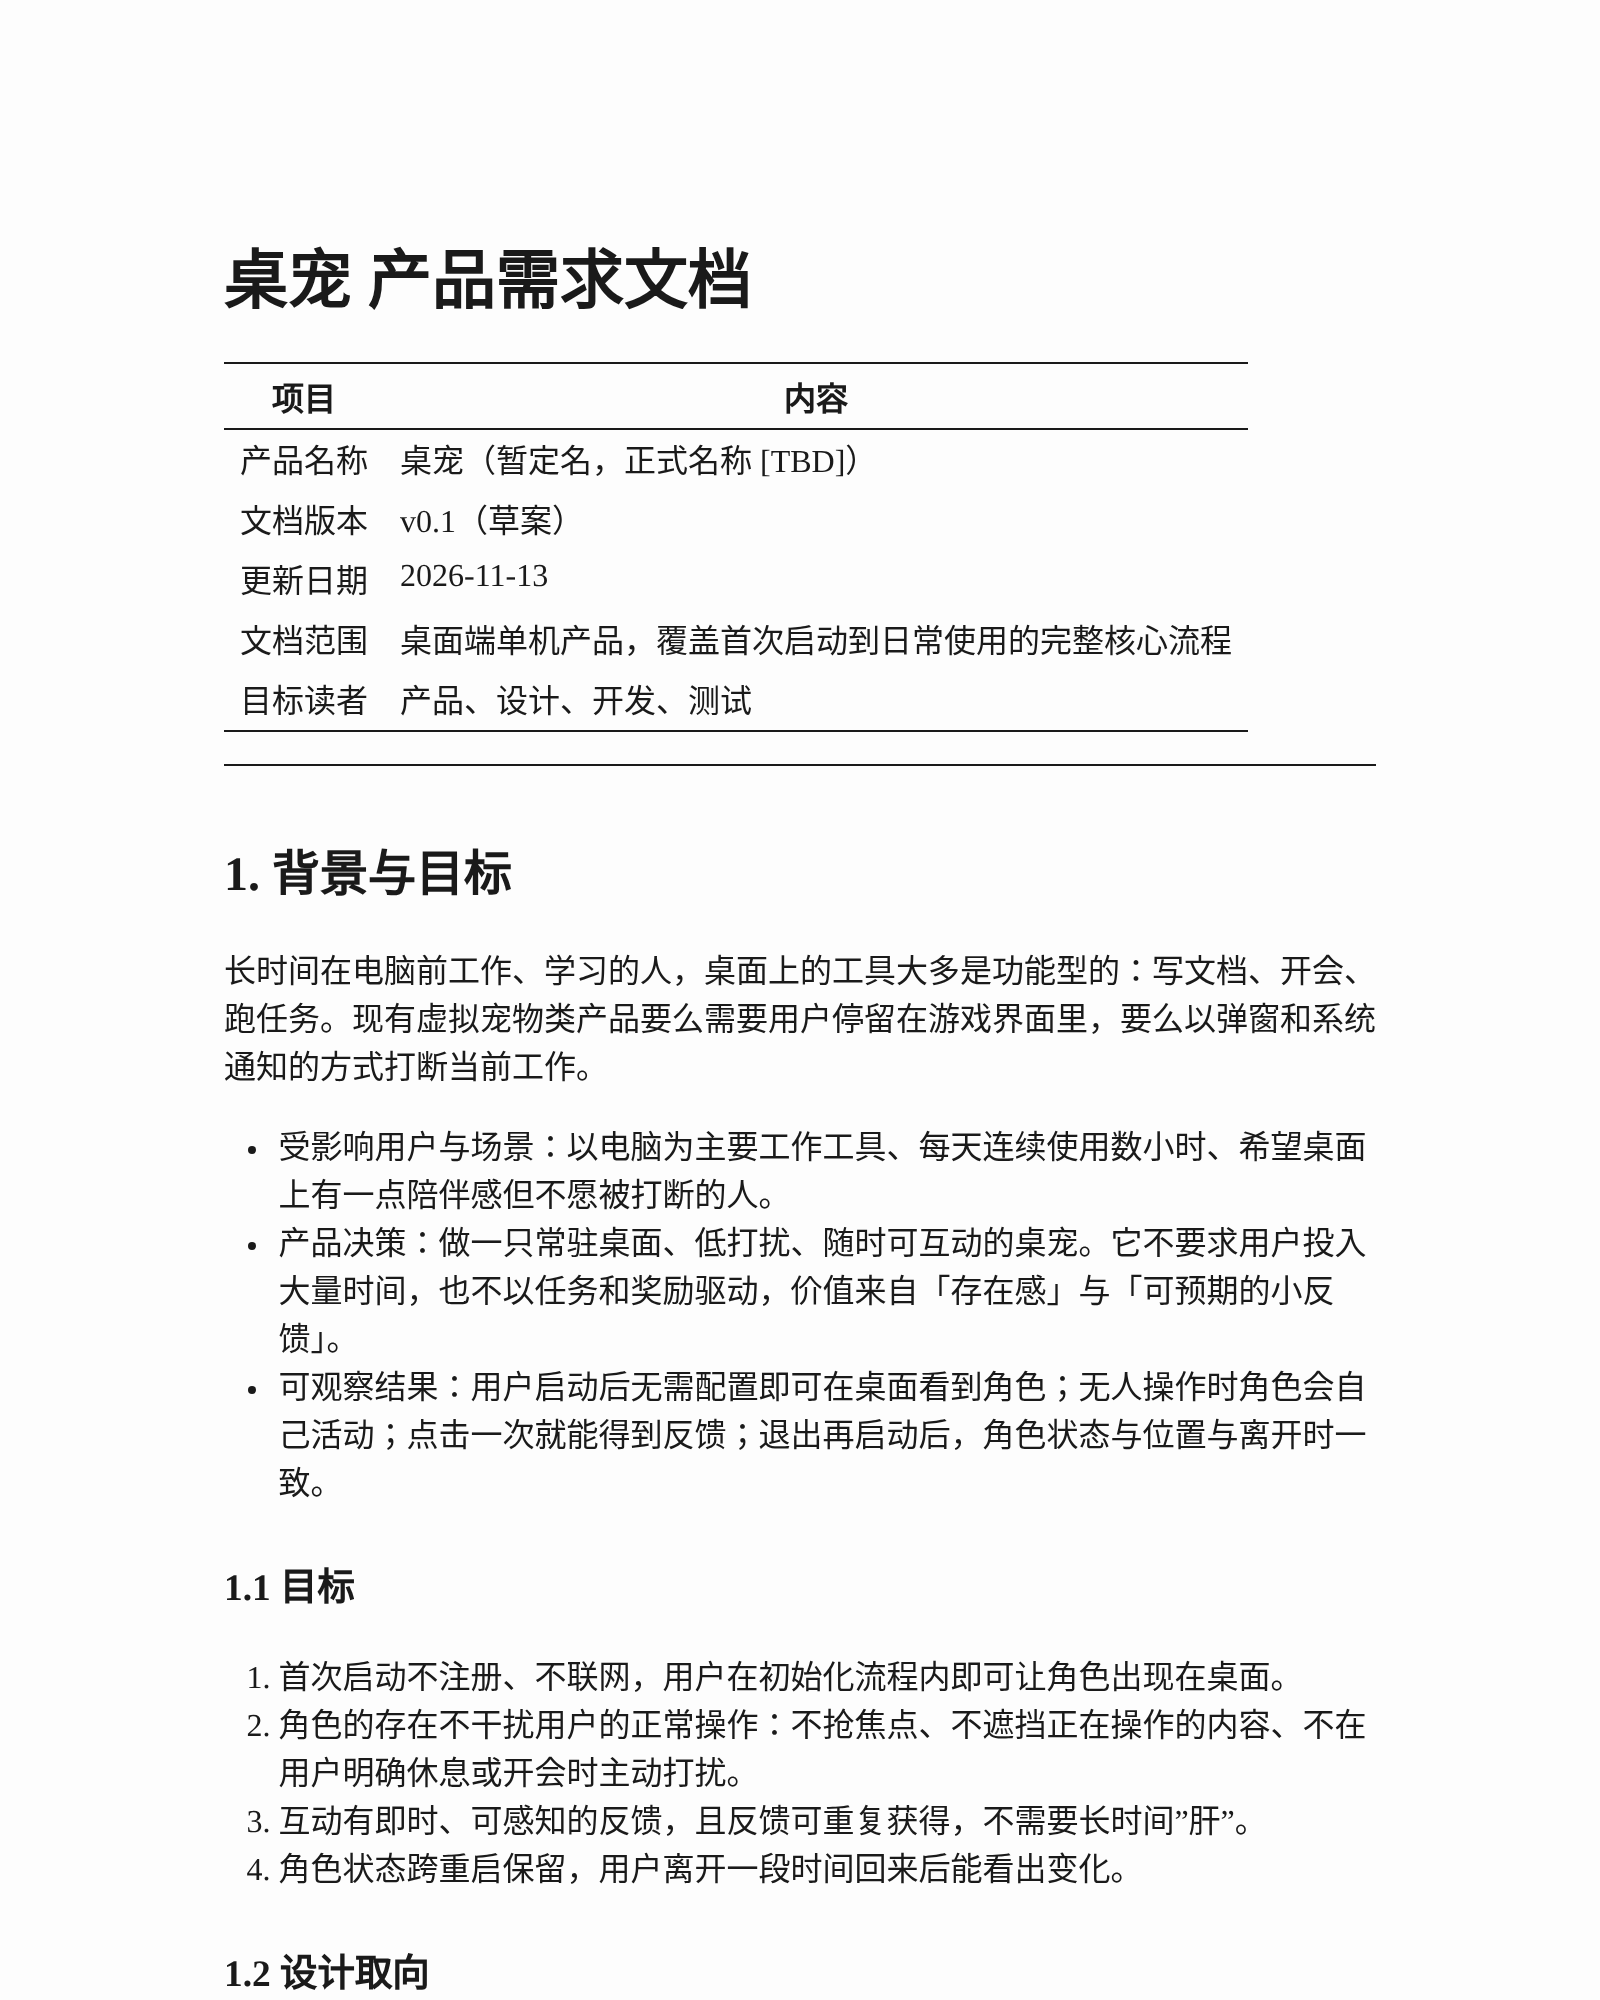 桌宠 产品需求文档
项目 内容
产品名称 桌宠（暂定名，正式名称 [TBD]）
文档版本 v0.1（草案）
更新日期 2026-11-13
文档范围 桌面端单机产品，覆盖首次启动到日常使用的完整核心流程
目标读者 产品、设计、开发、测试
1. 背景与目标
长时间在电脑前工作、学习的人，桌面上的工具大多是功能型的：写文档、开会、
跑任务。现有虚拟宠物类产品要么需要用户停留在游戏界面里，要么以弹窗和系统
通知的方式打断当前工作。
• 受影响用户与场景：以电脑为主要工作工具、每天连续使用数小时、希望桌面
上有一点陪伴感但不愿被打断的人。
• 产品决策：做一只常驻桌面、低打扰、随时可互动的桌宠。它不要求用户投入
大量时间，也不以任务和奖励驱动，价值来自「存在感」与「可预期的小反
馈」。
• 可观察结果：用户启动后无需配置即可在桌面看到角色；无人操作时角色会自
己活动；点击一次就能得到反馈；退出再启动后，角色状态与位置与离开时一
致。
1.1 目标
1. 首次启动不注册、不联网，用户在初始化流程内即可让角色出现在桌面。
2. 角色的存在不干扰用户的正常操作：不抢焦点、不遮挡正在操作的内容、不在
用户明确休息或开会时主动打扰。
3. 互动有即时、可感知的反馈，且反馈可重复获得，不需要长时间”肝”。
4. 角色状态跨重启保留，用户离开一段时间回来后能看出变化。
1.2 设计取向